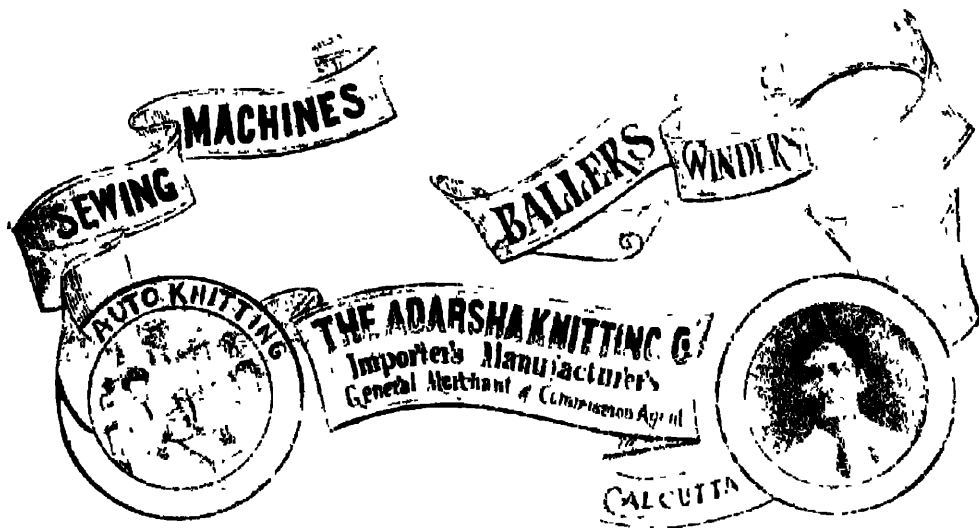 SEWING
MACHINES
BALLERS
WINDERS
AUTO KNITTING
THE ADARSHA KNITTING Co
Importer's Manufacturer's
General Merchant & Commission Agent
CALCUTTA